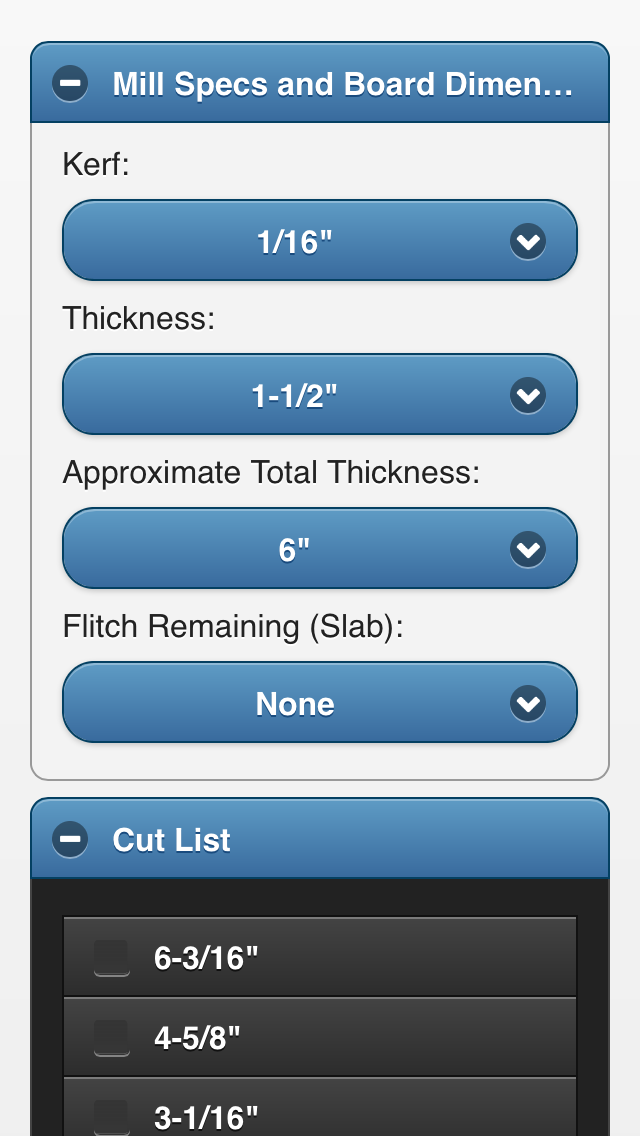 Mill Specs and Board Dimen...
Kerf:
1/16"
Thickness:
1-1/2"
Approximate Total Thickness:
6"
Flitch Remaining (Slab):
None
Cut List
6-3/16"
4-5/8"
3-1/16"